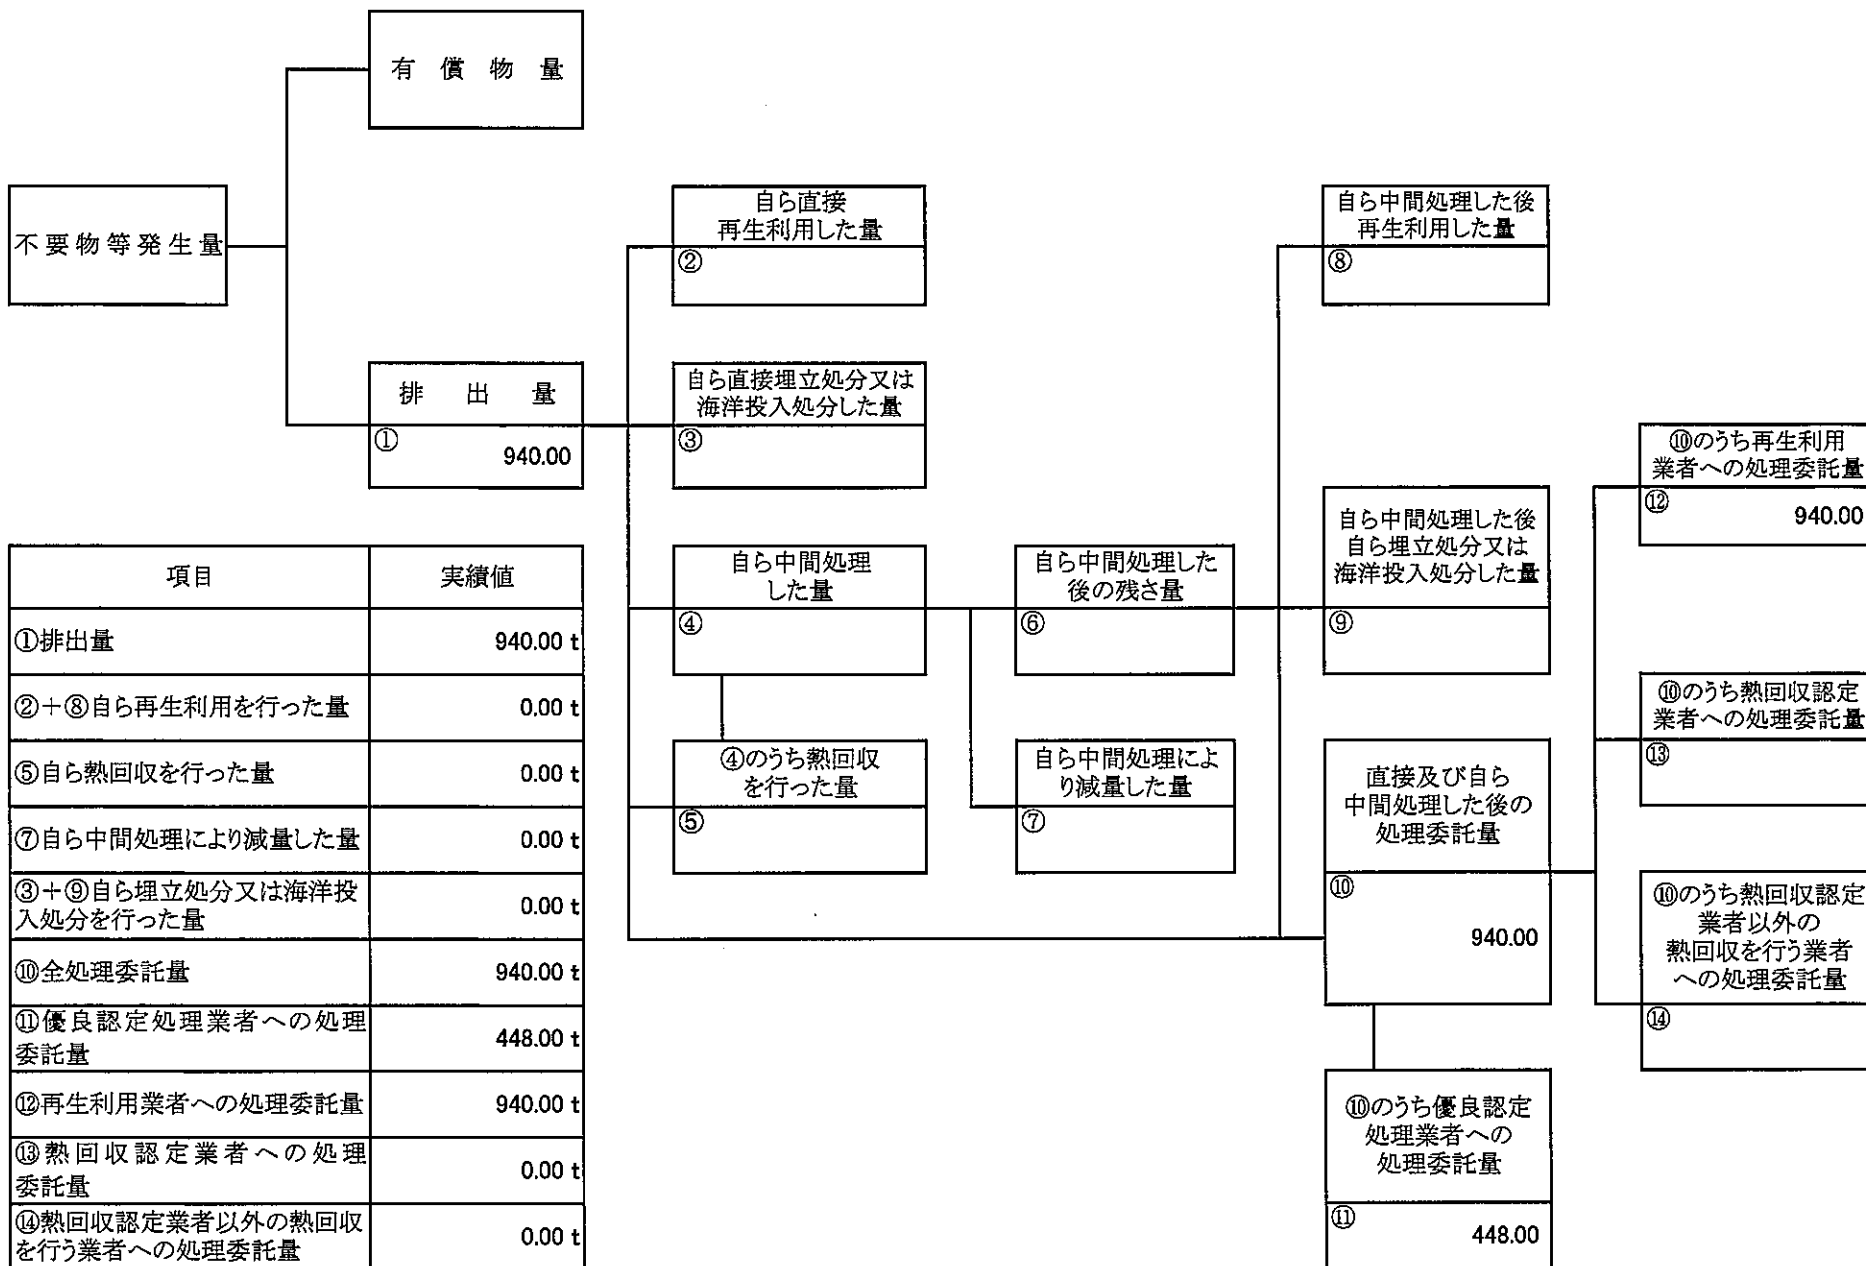 有償物量
不要物等発生量
排出量
①
940.00
自ら直接
再生利用した量
②
自ら直接埋立処分又は
海洋投入処分した量
③
自ら中間処理
した量
④
④のうち熱回収
を行った量
⑤
自ら中間処理した
後の残さ量
⑥
自ら中間処理によ
り減量した量
⑦
自ら中間処理した後
再生利用した量
⑧
自ら中間処理した後
自ら埋立処分又は
海洋投入処分した量
⑨
直接及び自ら
中間処理した後の
処理委託量
⑩
940.00
⑩のうち優良認定
処理業者への
処理委託量
⑪
448.00
⑩のうち再生利用
業者への処理委託量
⑫
940.00
⑩のうち熱回収認定
業者への処理委託量
⑬
⑩のうち熱回収認定
業者以外の
熱回収を行う業者
への処理委託量
⑭
項目 実績値
①排出量 940.00 t
②+⑧自ら再生利用を行った量 0.00 t
⑤自ら熱回収を行った量 0.00 t
⑦自ら中間処理により減量した量 0.00 t
③+⑨自ら埋立処分又は海洋投
入処分を行った量 0.00 t
⑩全処理委託量 940.00 t
⑪優良認定処理業者への処理
委託量 448.00 t
⑫再生利用業者への処理委託量 940.00 t
⑬熱回収認定業者への処理
委託量 0.00 t
⑭熱回収認定業者以外の熱回収
を行う業者への処理委託量 0.00 t